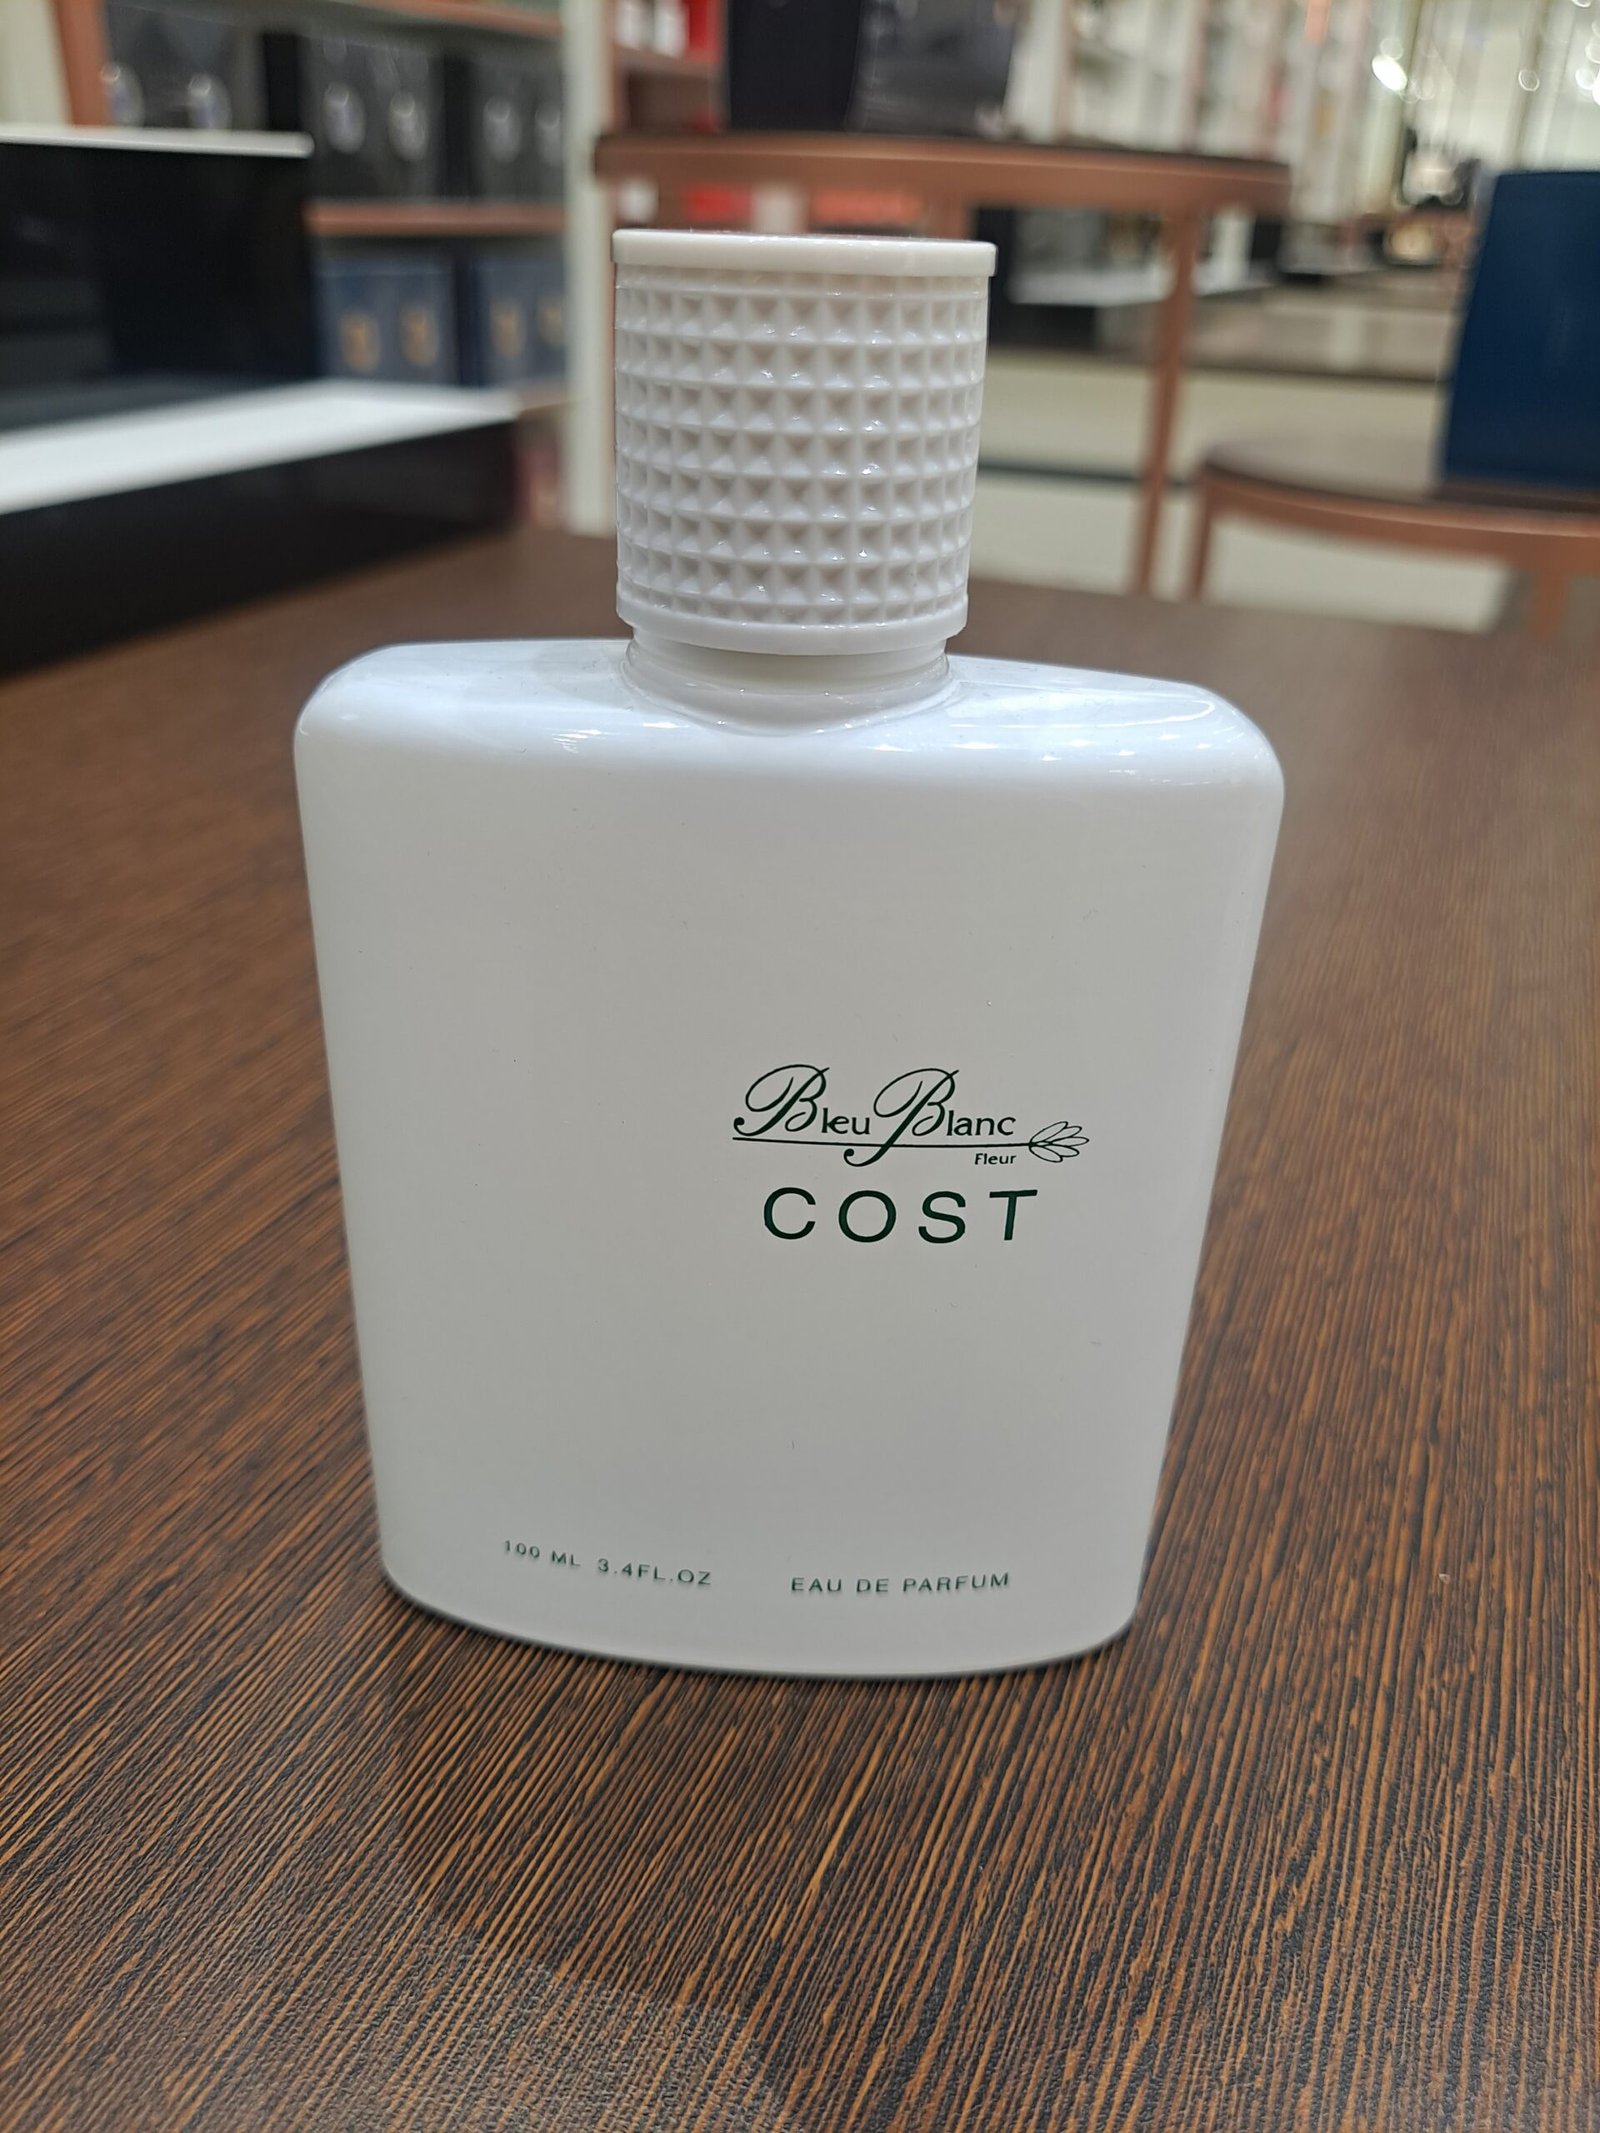 Bleu Blanc
Fleur
COST
100 ML 3.4FL.OZ EAU DE PARFUM